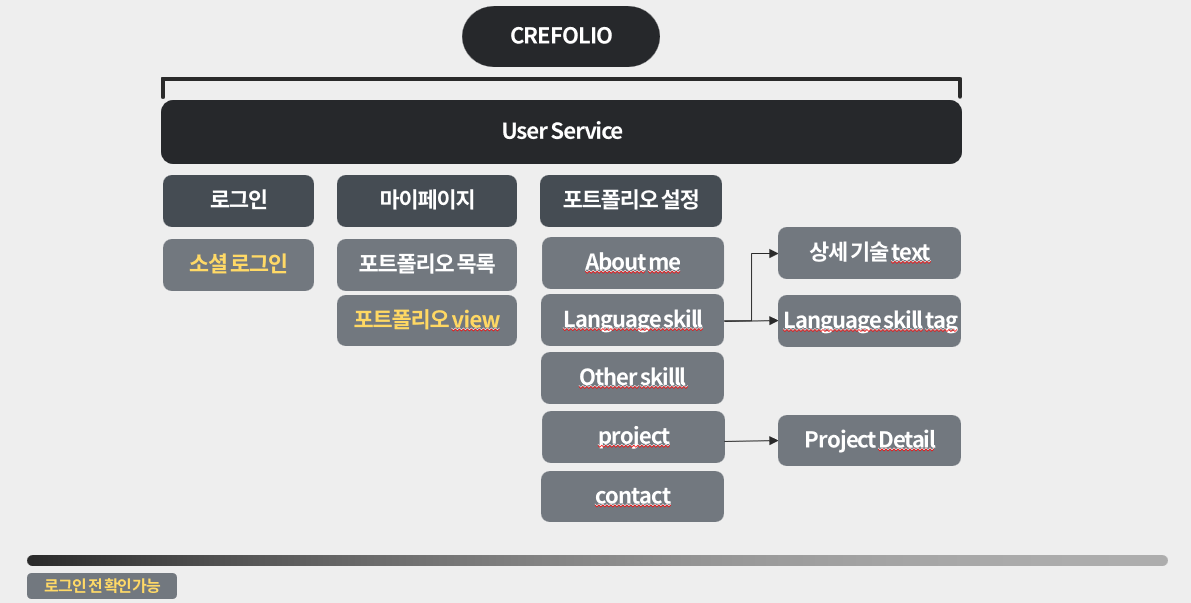 CREFOLIO
User Service
로그인
마이페이지
포트폴리오 설정
소셜 로그인
포트폴리오 목록
포트폴리오 view
About me
Language skill
Other skilll
project
contact
상세 기술 text
Language skill tag
Project Detail
로그인 전 확인 가능